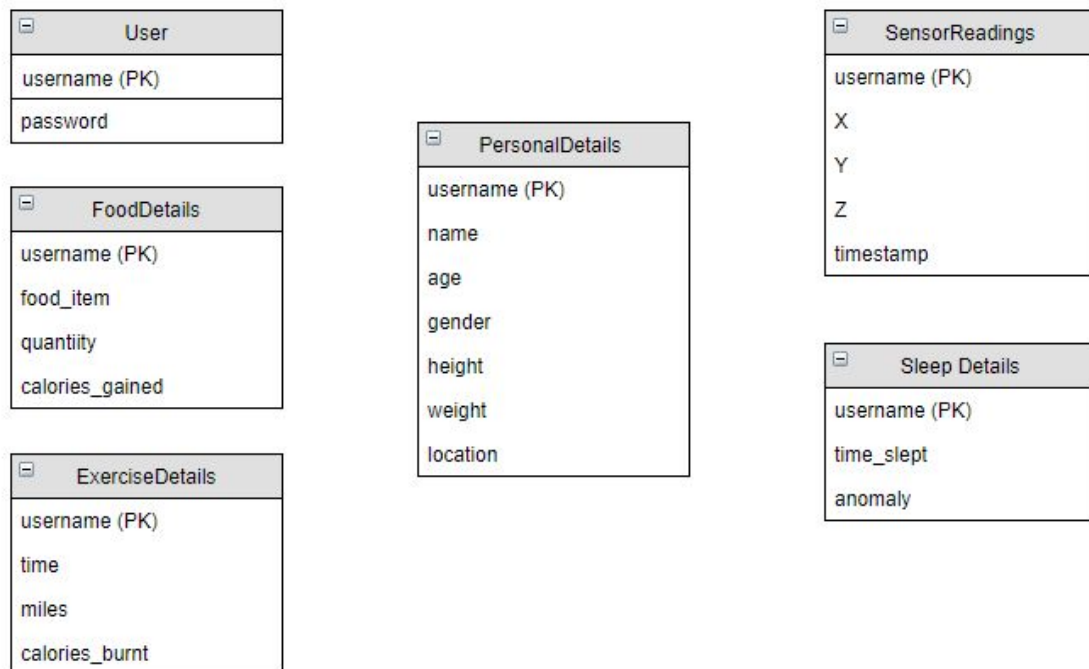 User
username (PK)
password
FoodDetails
username (PK)
food_item
quantiity
calories_gained
ExerciseDetails
username (PK)
time
miles
calories_burnt
PersonalDetails
username (PK)
name
age
gender
height
weight
location
SensorReadings
username (PK)
X
Y
Z
timestamp
Sleep Details
username (PK)
time_slept
anomaly